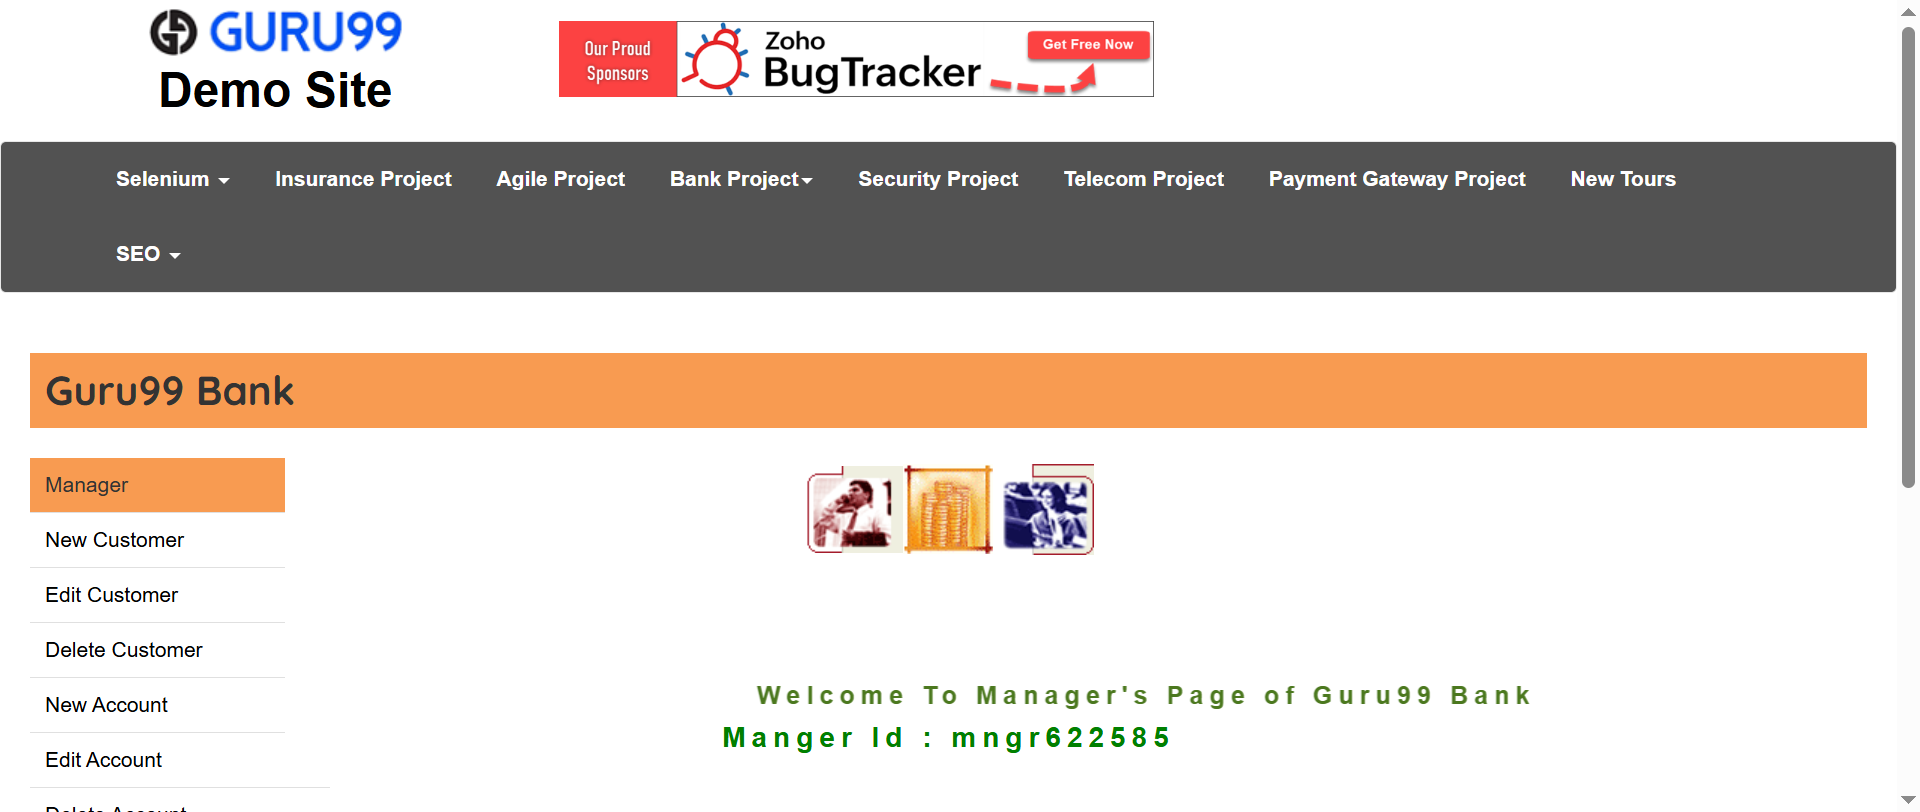 GURU99
Demo Site
Our Proud
Sponsors
Zoho
BugTracker
Get Free Now
Selenium
Insurance Project
Agile Project
Bank Project
Security Project
Telecom Project
Payment Gateway Project
New Tours
SEO
Guru99 Bank
Manager
New Customer
Edit Customer
Delete Customer
New Account
Edit Account
Delete Account
Welcome To Manager's Page of Guru99 Bank
Manger Id : mngr622585